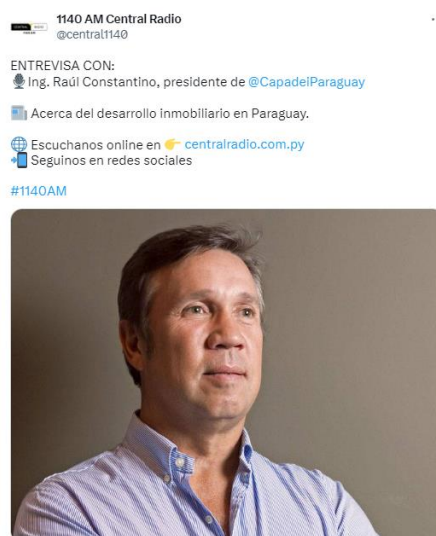 1140 AM Central Radio
@central1140
ENTREVISA CON:
Ing. Raúl Constantino, presidente de @CapadeiParaguay
Acerca del desarrollo inmobiliario en Paraguay.
Escuchanos online en centralradio.com.py
Seguinos en redes sociales
#1140AM